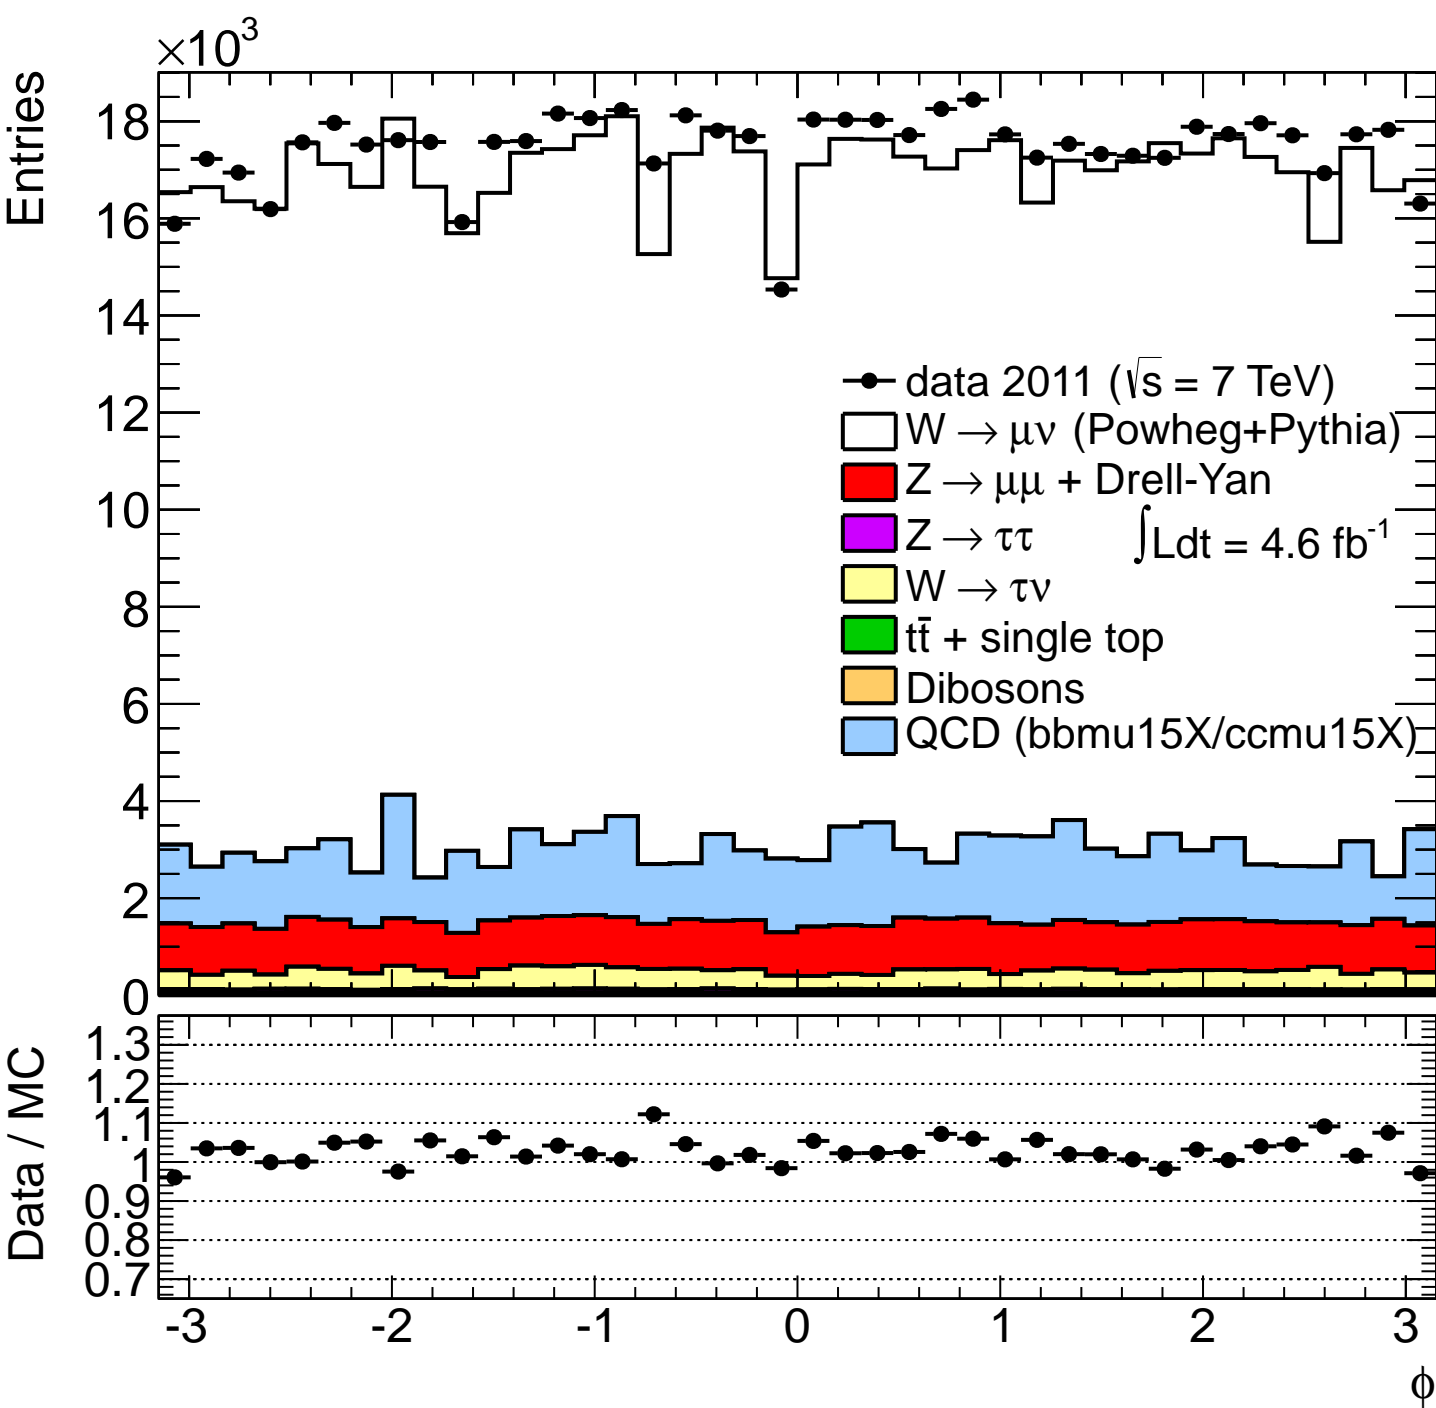 ×10³
Entries
18
16
14
12
10
8
6
4
2
0
data 2011 (√s = 7 TeV)
W → μν (Powheg+Pythia)
Z → μμ + Drell-Yan
Z → ττ
∫Ldt = 4.6 fb⁻¹
W → τν
tt̄ + single top
Dibosons
QCD (bbmu15X/ccmu15X)
Data / MC
1.3
1.2
1.1
1
0.9
0.8
0.7
-3 -2 -1 0 1 2 3
ϕ